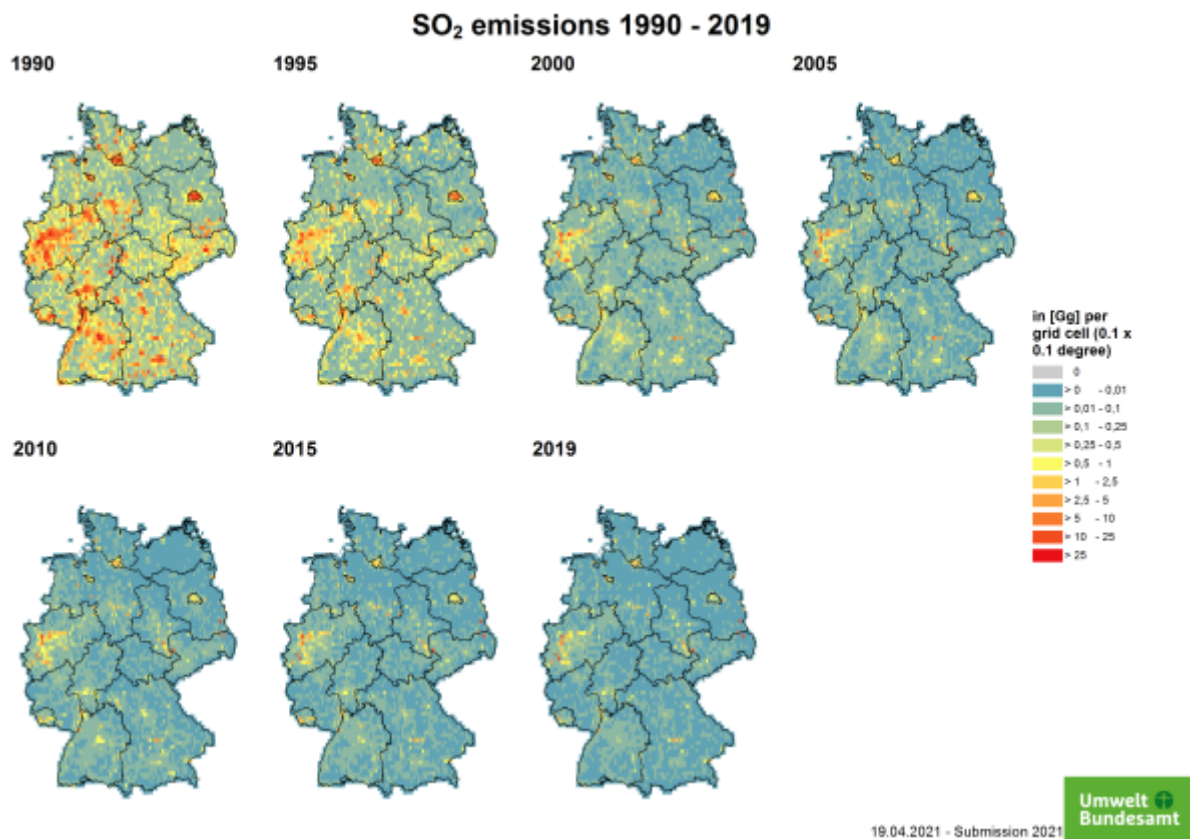 SO₂ emissions 1990 - 2019
1990
1995
2000
2005
in [Gg] per
grid cell (0.1 x
0.1 degree)
0
> 0 - 0,01
> 0,01 - 0,1
> 0,1 - 0,25
> 0,25 - 0,5
> 0,5 - 1
> 1 - 2,5
> 2,5 - 5
> 5 - 10
> 10 - 25
> 25
2010
2015
2019
Umwelt
Bundesamt
19.04.2021 - Submission 2021